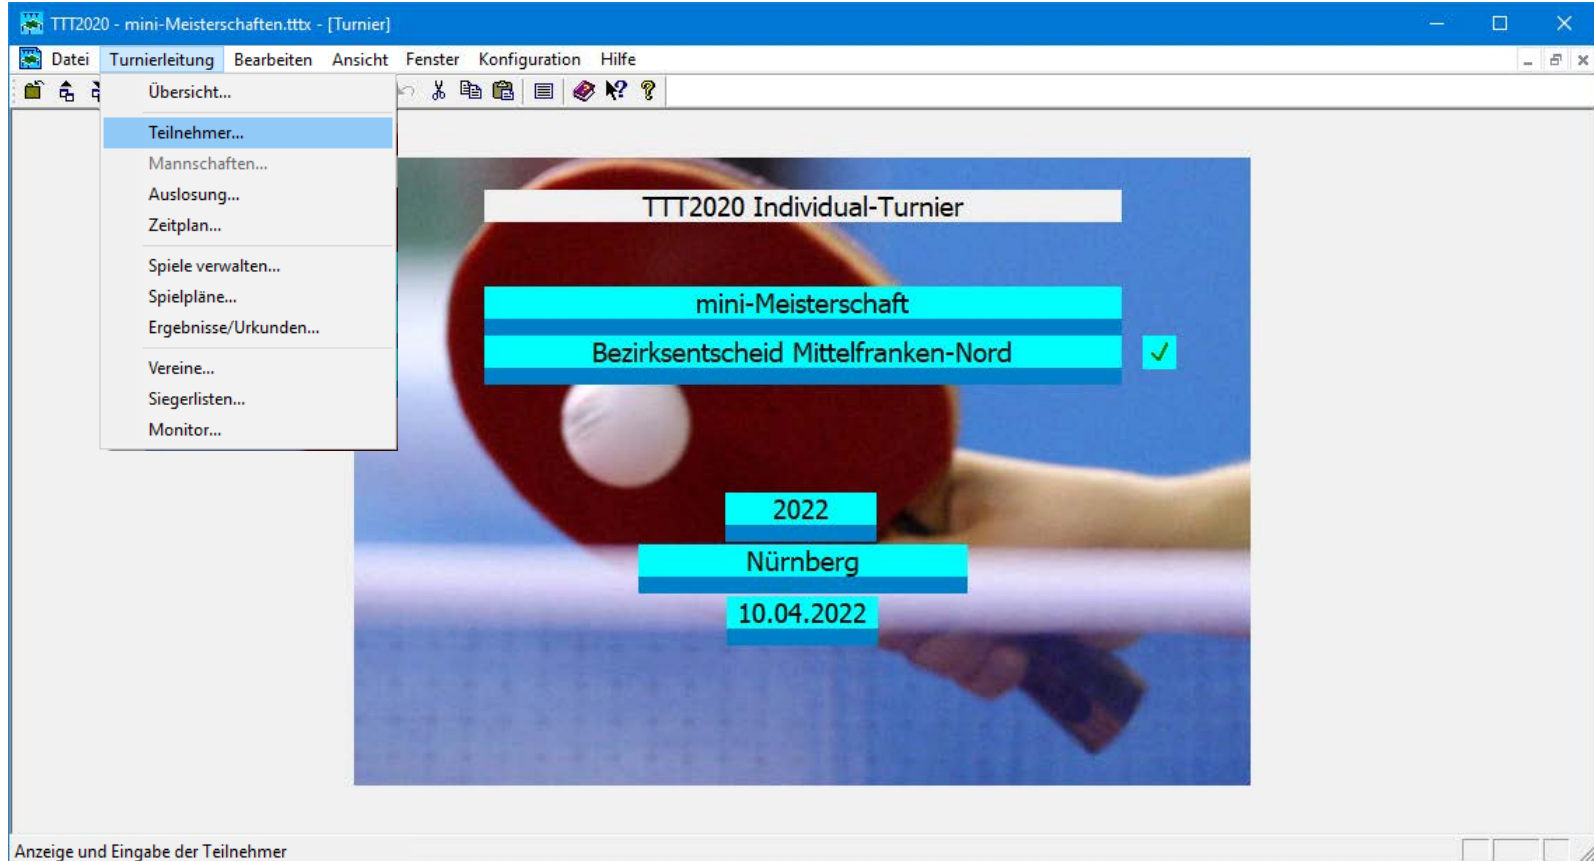 TTT2020 - mini-Meisterschaften.tttx - [Turnier]
Datei Turnierleitung Bearbeiten Ansicht Fenster Konfiguration Hilfe
Übersicht...
Teilnehmer...
Mannschaften...
Auslosung...
Zeitplan...
Spiele verwalten...
Spielpläne...
Ergebnisse/Urkunden...
Vereine...
Siegerlisten...
Monitor...
TTT2020 Individual-Turnier
mini-Meisterschaft
Bezirksentscheid Mittelfranken-Nord
2022
Nürnberg
10.04.2022
Anzeige und Eingabe der Teilnehmer